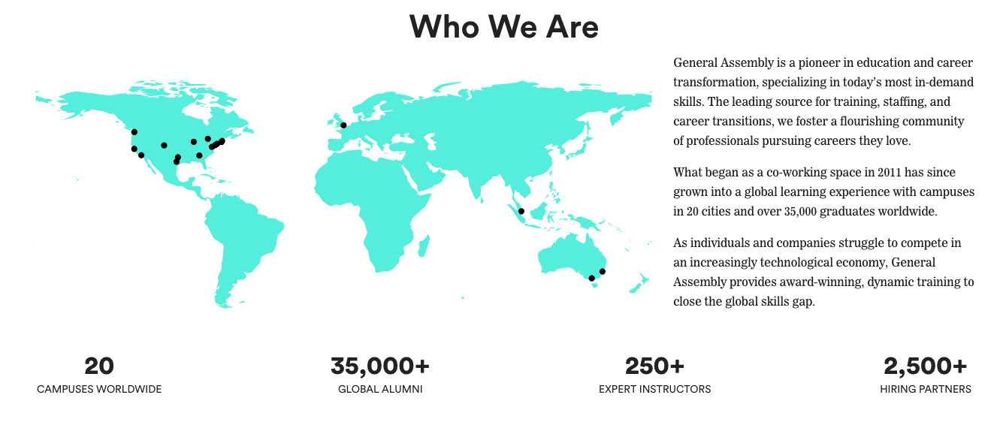 Who We Are
General Assembly is a pioneer in education and career
transformation, specializing in today's most in-demand
skills. The leading source for training, staffing, and
career transitions, we foster a flourishing community
of professionals pursuing careers they love.
What began as a co-working space in 2011 has since
grown into a global learning experience with campuses
in 20 cities and over 35,000 graduates worldwide.
As individuals and companies struggle to compete in
an increasingly technological economy, General
Assembly provides award-winning, dynamic training to
close the global skills gap.
20
CAMPUSES WORLDWIDE
35,000+
GLOBAL ALUMNI
250+
EXPERT INSTRUCTORS
2,500+
HIRING PARTNERS